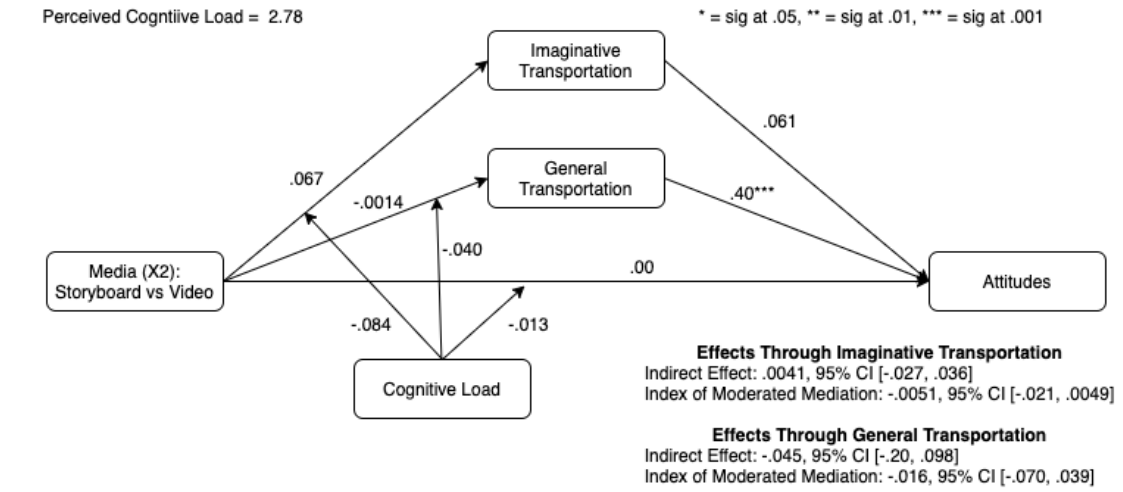 Perceived Cogntiive Load = 2.78
* = sig at .05, ** = sig at .01, *** = sig at .001
Imaginative
Transportation
.061
.067
General
Transportation
-.0014
.40***
-.040
Media (X2):
Storyboard vs Video
.00
Attitudes
-.084
-.013
Cognitive Load
Effects Through Imaginative Transportation
Indirect Effect: .0041, 95% CI [-.027, .036]
Index of Moderated Mediation: -.0051, 95% CI [-.021, .0049]
Effects Through General Transportation
Indirect Effect: -.045, 95% CI [-.20, .098]
Index of Moderated Mediation: -.016, 95% CI [-.070, .039]